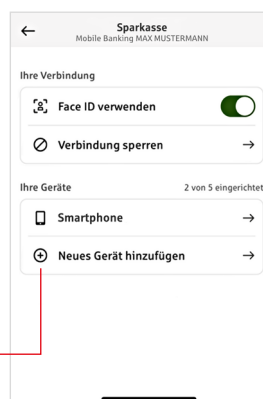 Sparkasse
Mobile Banking MAX MUSTERMANN
Ihre Verbindung
Face ID verwenden
Verbindung sperren
Ihre Geräte 2 von 5 eingerichtet
Smartphone
Neues Gerät hinzufügen